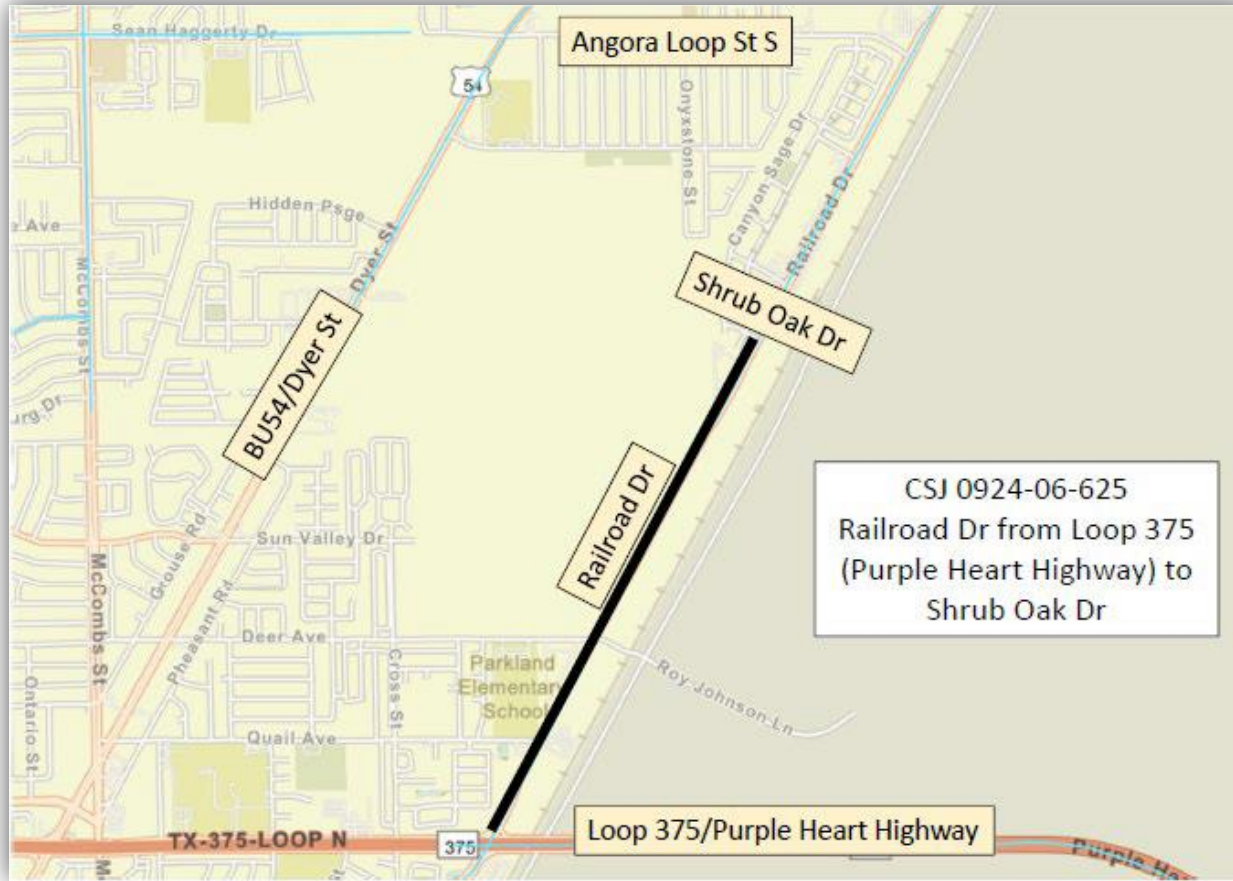 Sean Haggerty Dr
Angora Loop St S
54
Onyxstone St
Canyon Sage Dr
Railroad Dr
Hidden Psge
e Ave
Dyer St
McCombs St
Shrub Oak Dr
BU54/Dyer St
urg Dr
Railroad Dr
CSJ 0924-06-625
Railroad Dr from Loop 375
(Purple Heart Highway) to
Shrub Oak Dr
Grouse Rd
Sun Valley Dr
McCombs St
Pheasant Rd
Deer Ave
Cross St
Parkland
Elementary
School
Roy Johnson Ln
Ontario St
Quail Ave
TX-375-LOOP N
375
Loop 375/Purple Heart Highway
Purple Hea